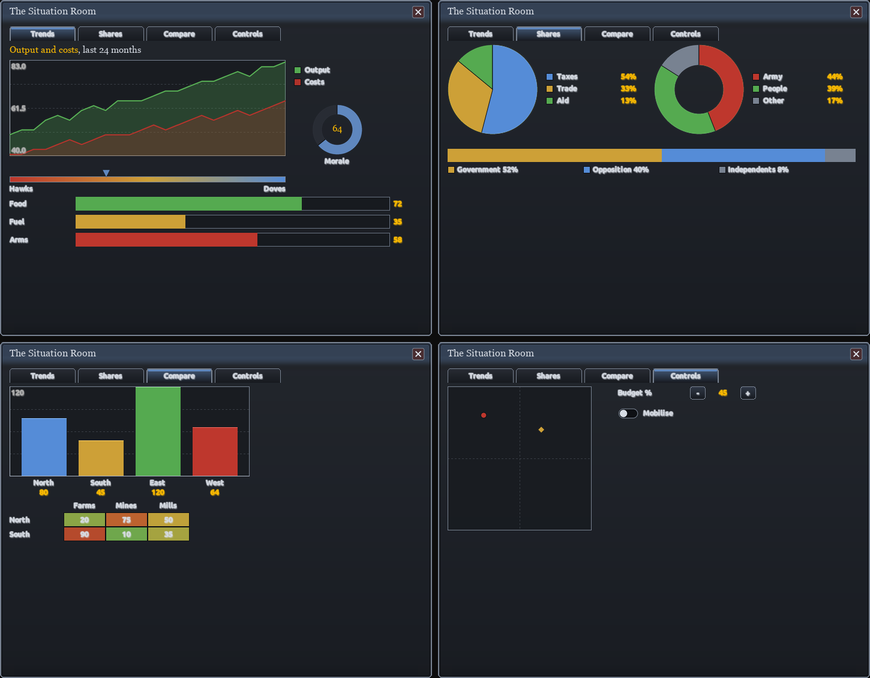 The Situation Room
Trends Shares Compare Controls
Output and costs, last 24 months
83.0
61.5
40.0
Output
Costs
64
Morale
Hawks Doves
Food 72
Fuel 35
Arms 58
The Situation Room
Trends Shares Compare Controls
Taxes 54%
Trade 33%
Aid 13%
Army 44%
People 39%
Other 17%
Government 52% Opposition 40% Independents 8%
The Situation Room
Trends Shares Compare Controls
120
North South East West
80 45 120 64
Farms Mines Mills
North 20 75 50
South 90 10 35
The Situation Room
Trends Shares Compare Controls
Budget % - 45 +
Mobilise